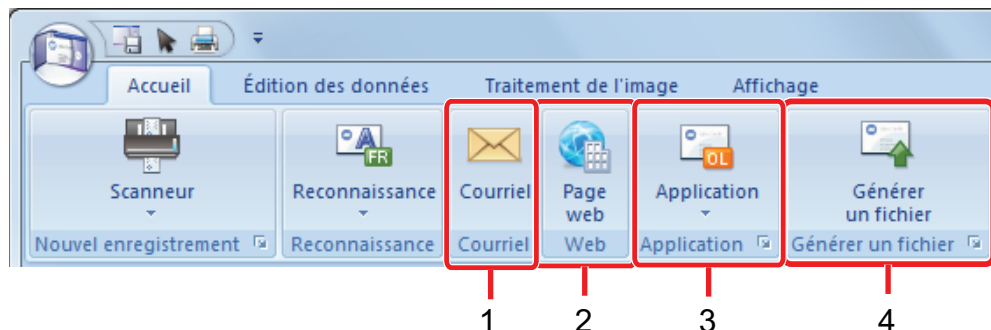 Accueil Édition des données Traitement de l'image Affichage
FR
OL
Scanneur Reconnaissance Courriel Page web Application Générer un fichier
Nouvel enregistrement Reconnaissance Courriel Web Application Générer un fichier
1 2 3 4